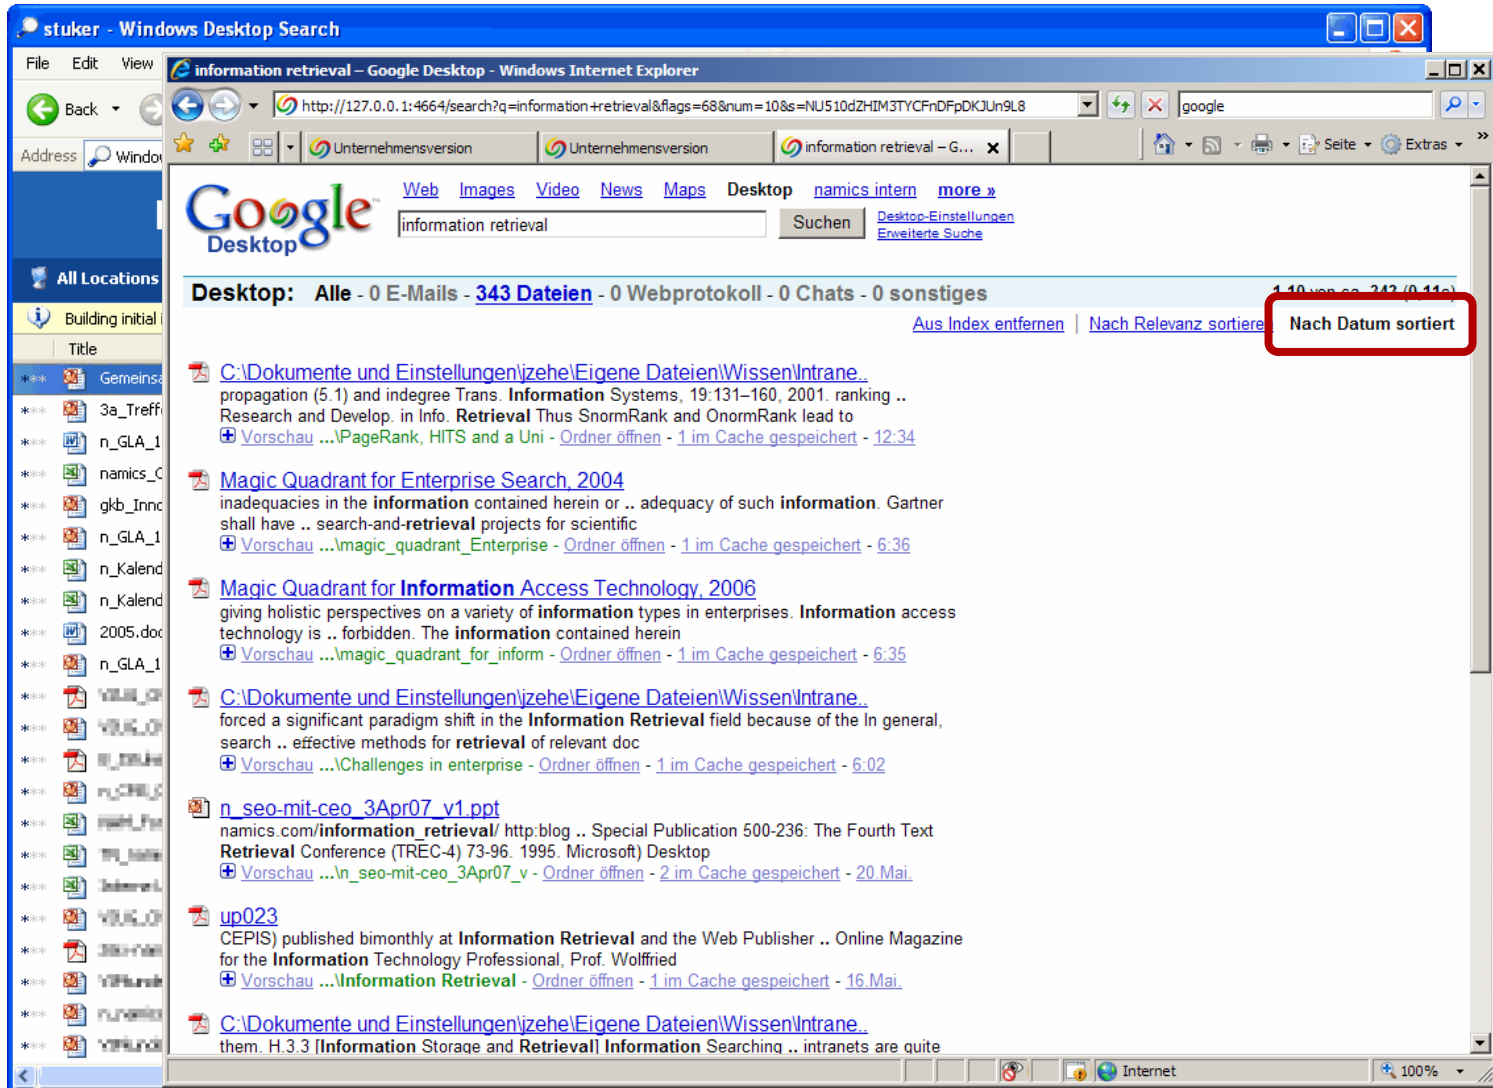 stuker - Windows Desktop Search
File Edit View
information retrieval – Google Desktop - Windows Internet Explorer
Back
http://127.0.0.1:4664/search?q=information+retrieval&flags=68&num=10&s=NU510dZHIM3TYCFnDFpDKJUn9L8
google
Address Window
Unternehmensversion
Unternehmensversion
information retrieval – G...
Seite Extras
Web Images Video News Maps Desktop namics intern more »
Google Desktop
information retrieval
Suchen
Desktop-Einstellungen
Erweiterte Suche
All Locations
Desktop: Alle - 0 E-Mails - 343 Dateien - 0 Webprotokoll - 0 Chats - 0 sonstiges
1-10 von ca. 343 (0,11s)
Building initial i
Aus Index entfernen | Nach Relevanz sortieren
Nach Datum sortiert
Title
Gemeinsa
3a_Treff
n_GLA_1
namics_C
gkb_Inno
n_GLA_1
n_Kalend
n_Kalend
2005.doc
n_GLA_1
C:\Dokumente und Einstellungen\jzehe\Eigene Dateien\Wissen\Intrane..
propagation (5.1) and indegree Trans. Information Systems, 19:131–160, 2001. ranking ..
Research and Develop. in Info. Retrieval Thus SnormRank and OnormRank lead to
Vorschau ...\PageRank, HITS and a Uni - Ordner öffnen - 1 im Cache gespeichert - 12:34
Magic Quadrant for Enterprise Search, 2004
inadequacies in the information contained herein or .. adequacy of such information. Gartner
shall have .. search-and-retrieval projects for scientific
Vorschau ...\magic_quadrant_Enterprise - Ordner öffnen - 1 im Cache gespeichert - 6:36
Magic Quadrant for Information Access Technology, 2006
giving holistic perspectives on a variety of information types in enterprises. Information access
technology is .. forbidden. The information contained herein
Vorschau ...\magic_quadrant_for_inform - Ordner öffnen - 1 im Cache gespeichert - 6:35
C:\Dokumente und Einstellungen\jzehe\Eigene Dateien\Wissen\Intrane..
forced a significant paradigm shift in the Information Retrieval field because of the In general,
search .. effective methods for retrieval of relevant doc
Vorschau ...\Challenges in enterprise - Ordner öffnen - 1 im Cache gespeichert - 6:02
n_seo-mit-ceo_3Apr07_v1.ppt
namics.com/information_retrieval/ http:blog .. Special Publication 500-236: The Fourth Text
Retrieval Conference (TREC-4) 73-96. 1995. Microsoft) Desktop
Vorschau ...\n_seo-mit-ceo_3Apr07_v - Ordner öffnen - 2 im Cache gespeichert - 20.Mai.
up023
CEPIS) published bimonthly at Information Retrieval and the Web Publisher .. Online Magazine
for the Information Technology Professional, Prof. Wolffried
Vorschau ...\Information Retrieval - Ordner öffnen - 1 im Cache gespeichert - 16.Mai.
C:\Dokumente und Einstellungen\jzehe\Eigene Dateien\Wissen\Intrane..
them. H.3.3 [Information Storage and Retrieval] Information Searching .. intranets are quite
Internet
100%